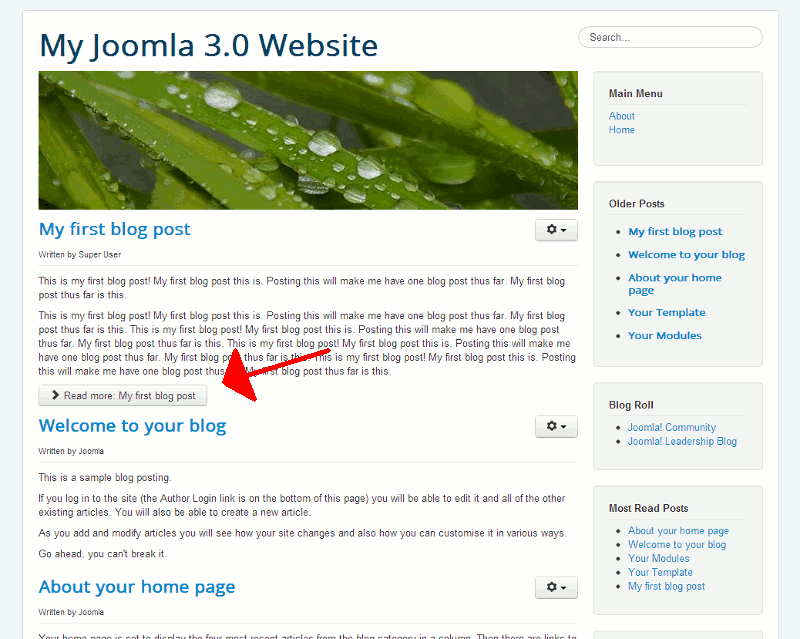 My Joomla 3.0 Website
Search...
My first blog post
Written by Super User
This is my first blog post! My first blog post this is. Posting this will make me have one blog post thus far. My first blog
post thus far is this.
This is my first blog post! My first blog post this is. Posting this will make me have one blog post thus far. My first blog
post thus far is this. This is my first blog post! My first blog post this is. Posting this will make me have one blog post
thus far. My first blog post thus far is this. This is my first blog post! My first blog post this is. Posting this will make me
have one blog post thus far. My first blog post thus far is this. This is my first blog post! My first blog post this is. Posting
this will make me have one blog post thus My first blog post thus far is this.
Read more: My first blog post
Welcome to your blog
Written by Joomla
This is a sample blog posting.
If you log in to the site (the Author Login link is on the bottom of this page) you will be able to edit it and all of the other
existing articles. You will also be able to create a new article.
As you add and modify articles you will see how your site changes and also how you can customise it in various ways.
Go ahead, you can't break it.
About your home page
Written by Joomla
Your home page is set to display the four most recent articles from the blog category in a column. Then there are links to
Main Menu
About
Home
Older Posts
My first blog post
Welcome to your blog
About your home
page
Your Template
Your Modules
Blog Roll
Joomla! Community
Joomla! Leadership Blog
Most Read Posts
About your home page
Welcome to your blog
Your Modules
Your Template
My first blog post